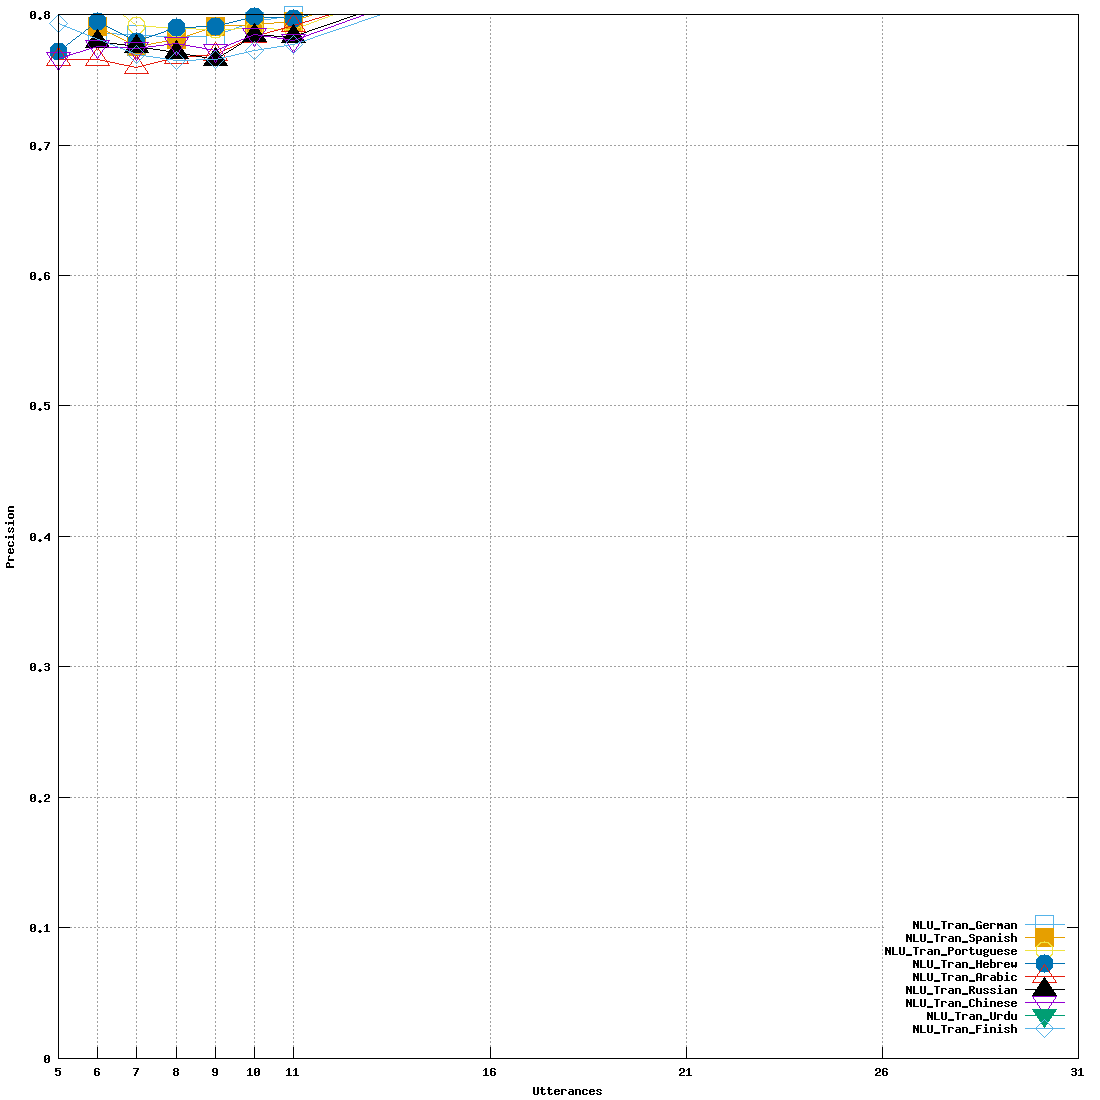 0.8
0.7
0.6
0.5
0.4
0.3
0.2
0.1
0
Precision
5 6 7 8 9 10 11 16 21 26 31
Utterances
NLU_Tran_German
NLU_Tran_Spanish
NLU_Tran_Portuguese
NLU_Tran_Hebrew
NLU_Tran_Arabic
NLU_Tran_Russian
NLU_Tran_Chinese
NLU_Tran_Urdu
NLU_Tran_Finish